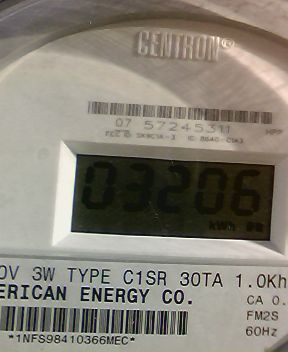 CENTRON®
07 57245311
03206
kWh
0V 3W TYPE C1SR 30TA 1.0Kh
ERICAN ENERGY CO.
CA 0.
FM2S
60Hz
*1NFS98410366MEC*